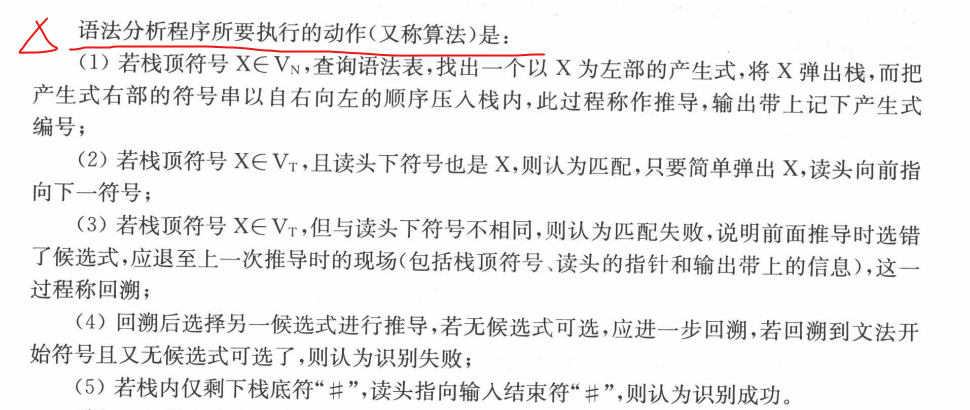 语法分析程序所要执行的动作(又称算法)是:
(1) 若栈顶符号 X∈V_N,查询语法表,找出一个以 X 为左部的产生式,将 X 弹出栈,而把
产生式右部的符号串以自右向左的顺序压入栈内,此过程称作推导,输出带上记下产生式
编号;
(2) 若栈顶符号 X∈V_T,且读头下符号也是 X,则认为匹配,只要简单弹出 X,读头向前指
向下一符号;
(3) 若栈顶符号 X∈V_T,但与读头下符号不相同,则认为匹配失败,说明前面推导时选错
了候选式,应退至上一次推导时的现场(包括栈顶符号、读头的指针和输出带上的信息),这一
过程称回溯;
(4) 回溯后选择另一候选式进行推导,若无候选式可选,应进一步回溯,若回溯到文法开
始符号且又无候选式可选了,则认为识别失败;
(5) 若栈内仅剩下栈底符“#”,读头指向输入结束符“#”,则认为识别成功。